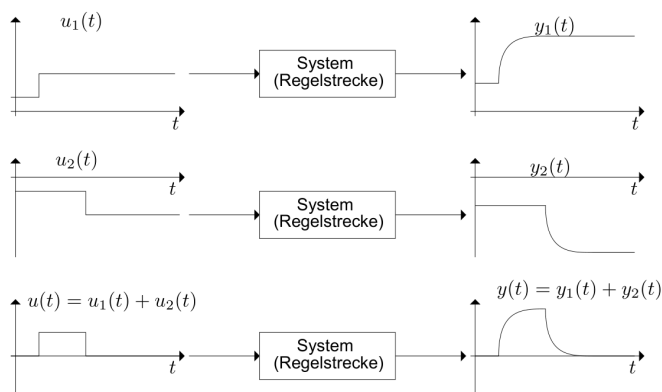 u₁(t)
System
(Regelstrecke)
y₁(t)
t
t
u₂(t)
System
(Regelstrecke)
y₂(t)
t
t
u(t) = u₁(t) + u₂(t)
System
(Regelstrecke)
y(t) = y₁(t) + y₂(t)
t
t